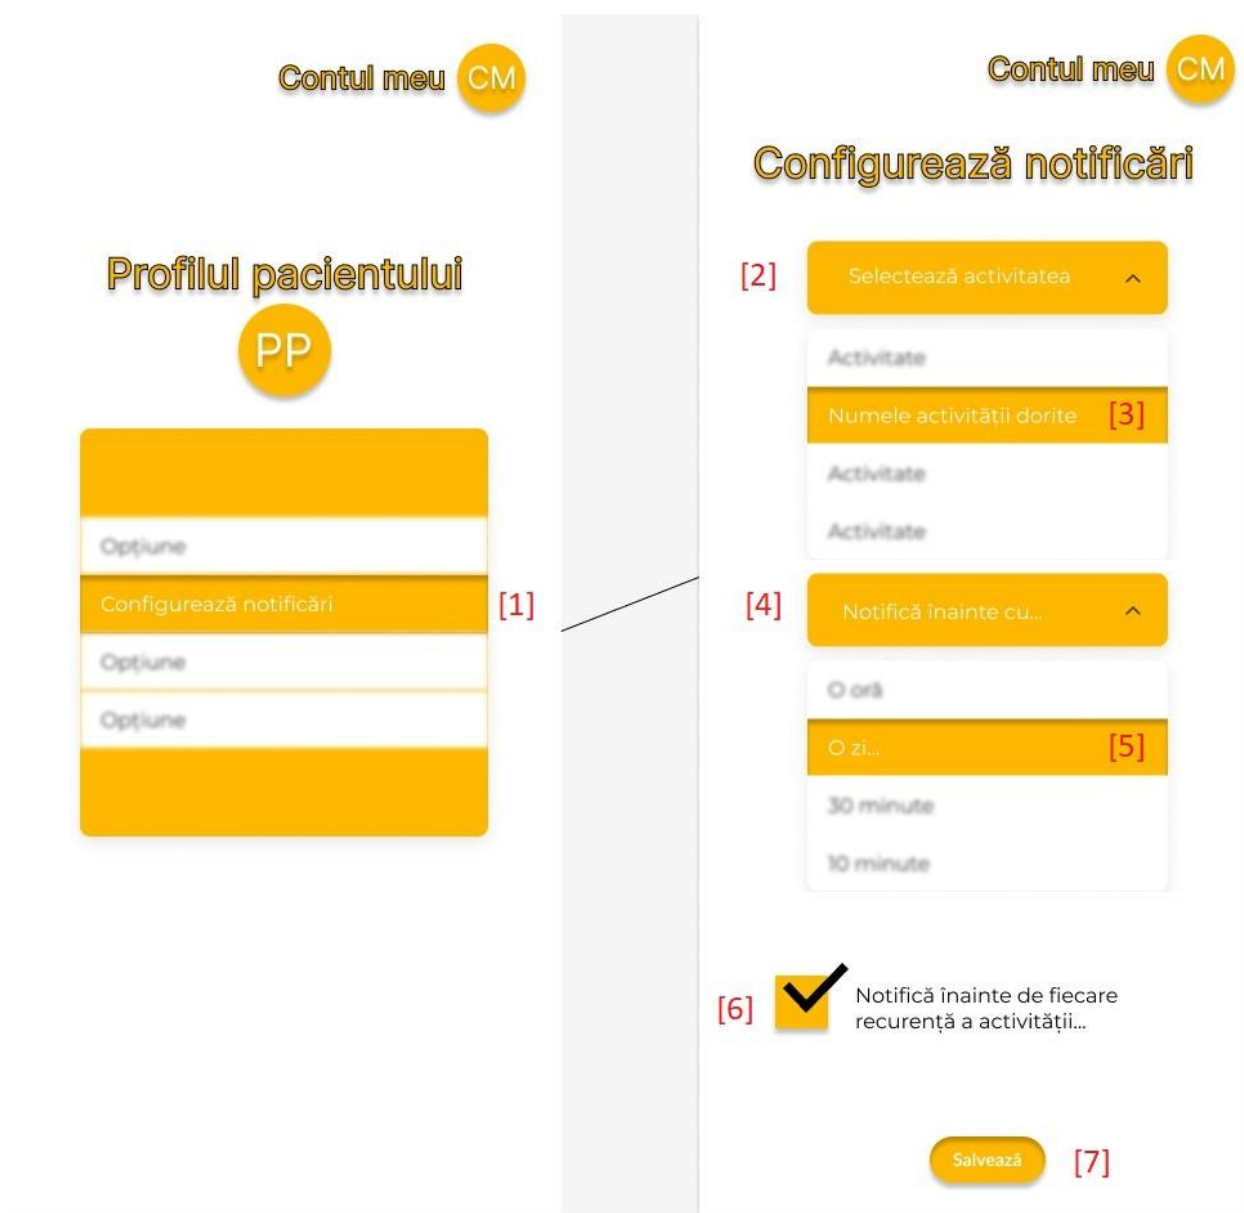 Contul meu CM
Profilul pacientului
PP
Opțiune
Configurează notificări [1]
Opțiune
Opțiune
Contul meu CM
Configurează notificări
[2] Selectează activitatea
Activitate
Numele activității dorite [3]
Activitate
Activitate
[4] Notifică înainte cu...
O oră
O zi... [5]
30 minute
10 minute
[6] Notifică înainte de fiecare
recurență a activității...
Salvează [7]